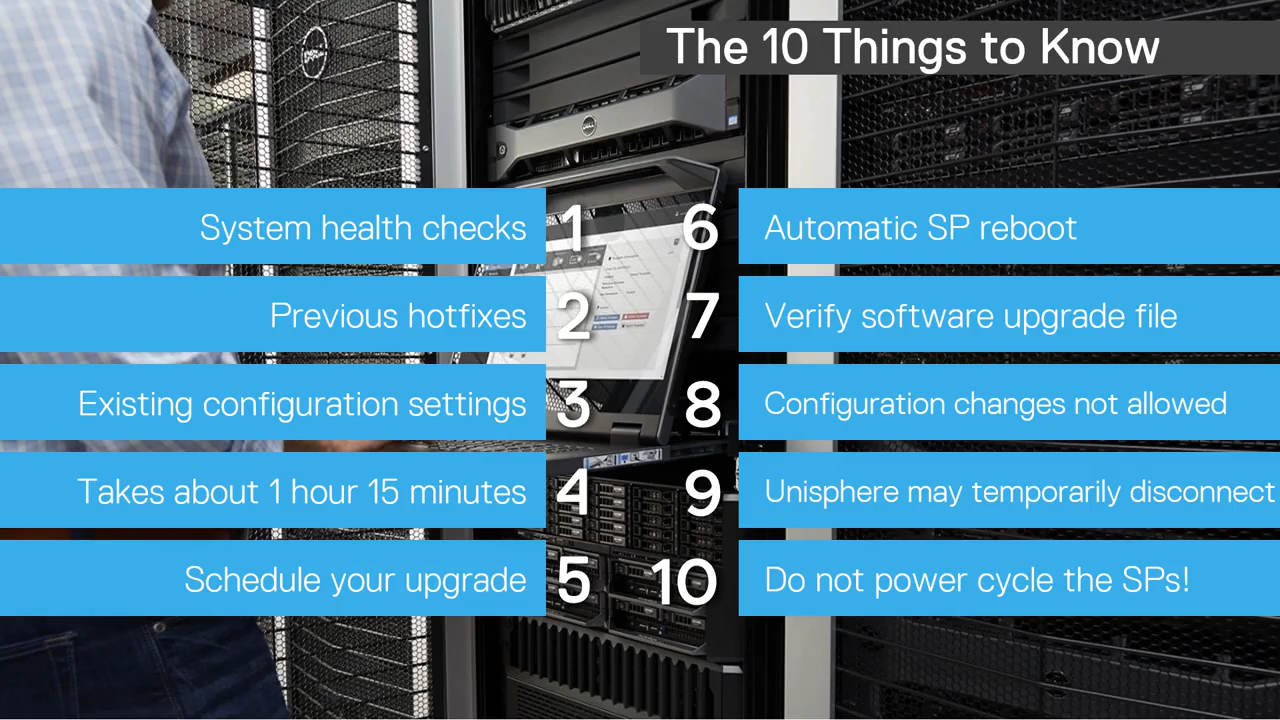 The 10 Things to Know
System health checks 1
Previous hotfixes 2
Existing configuration settings 3
Takes about 1 hour 15 minutes 4
Schedule your upgrade 5
6 Automatic SP reboot
7 Verify software upgrade file
8 Configuration changes not allowed
9 Unisphere may temporarily disconnect
10 Do not power cycle the SPs!
DELL
DELL